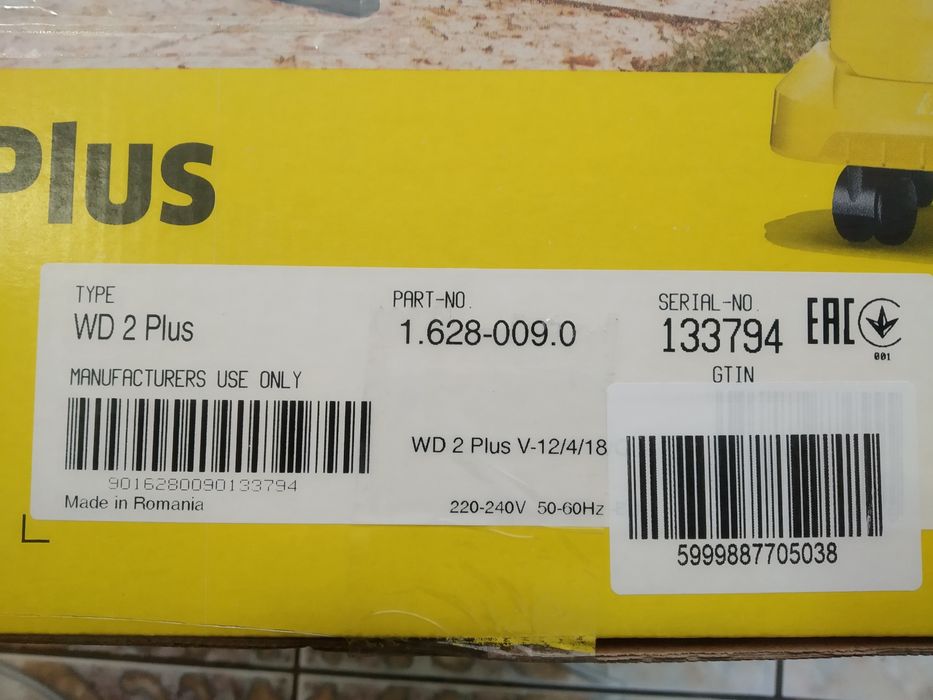 Plus
TYPE
WD 2 Plus
PART-NO.
1.628-009.0
SERIAL-NO.
133794
EAC
001
MANUFACTURERS USE ONLY
GTIN
9016280090133794
WD 2 Plus V-12/4/18
Made in Romania
220-240V 50-60Hz
5999887705038